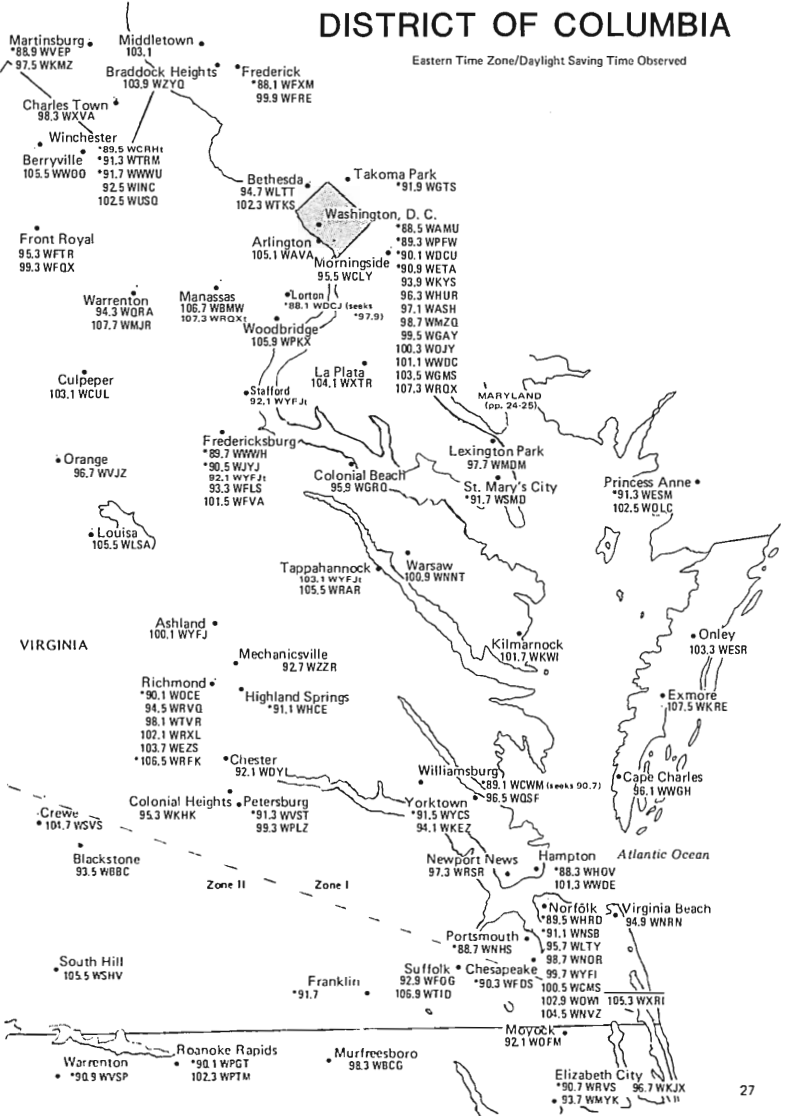 DISTRICT OF COLUMBIA
Eastern Time Zone/Daylight Saving Time Observed
Martinsburg
*88.9 WVEP
97.5 WKMZ
Middletown
103.1
Braddock Heights
103.9 WZYQ
Frederick
*88.1 WFXM
99.9 WFRE
Charles Town
98.3 WXVA
Winchester
*89.5 WCRHt
*91.3 WTRM
*91.7 WWWU
92.5 WINC
102.5 WUSQ
Berryville
105.5 WWOO
Bethesda
94.7 WLTT
102.3 WTKS
Takoma Park
*91.9 WGTS
Washington, D. C.
*88.5 WAMU
*89.3 WPFW
*90.1 WDCU
*90.9 WETA
93.9 WKYS
96.3 WHUR
97.1 WASH
98.7 WMZQ
99.5 WGAY
100.3 WOJY
101.1 WWDC
103.5 WGMS
107.3 WRQX
Front Royal
95.3 WFTR
99.3 WFQX
Arlington
105.1 WAVA
Morningside
95.5 WCLY
Warrenton
94.3 WQRA
107.7 WMJR
Manassas
106.7 WBMW
107.3 WRQXt
Lorton
*88.1 WDCJ (seeks
*97.9)
Woodbridge
105.9 WPKX
Culpeper
103.1 WCUL
La Plata
104.1 WXTR
Stafford
92.1 WYFJt
MARYLAND
(pp. 24-25)
Fredericksburg
*89.7 WWWH
*90.5 WJYJ
92.1 WYFJt
93.3 WFLS
101.5 WFVA
Orange
96.7 WVJZ
Colonial Beach
95.9 WGRQ
Lexington Park
97.7 WMDM
St. Mary's City
*91.7 WSMD
Princess Anne
*91.3 WESM
102.5 WOLC
Louisa
105.5 WLSA
Tappahannock
103.1 WYFJt
105.5 WRAR
Warsaw
100.9 WNNT
Ashland
100.1 WYFJ
VIRGINIA
Mechanicsville
92.7 WZZR
Kilmarnock
101.7 WKWI
Onley
103.3 WESR
Richmond
*90.1 WDCE
94.5 WRVQ
98.1 WTVR
102.1 WRXL
103.7 WEZS
*106.5 WRFK
Highland Springs
*91.1 WHCE
Exmore
107.5 WKRE
Chester
92.1 WDYL
Williamsburg
*89.1 WCWM (seeks 90.7)
96.5 WQSF
Cape Charles
96.1 WWGH
Colonial Heights
95.3 WKHK
Petersburg
*91.3 WVST
99.3 WPLZ
Yorktown
*91.5 WYCS
94.1 WKEZ
Crewe
101.7 WSVS
Blackstone
93.5 WBBC
Newport News
97.3 WRSR
Hampton
*88.3 WHOV
101.3 WWDE
Atlantic Ocean
Zone II
Zone I
Norfolk
*89.5 WHRD
*91.1 WNSB
95.7 WLTY
98.7 WNOR
99.7 WYFI
100.5 WCMS
102.9 WOWI
104.5 WNVZ
105.3 WXRI
Virginia Beach
94.9 WNRN
Portsmouth
*88.7 WNHS
South Hill
105.5 WSHV
Franklin
*91.7
Suffolk
92.9 WFOG
106.9 WTID
Chesapeake
*90.3 WFOS
Moyock
92.1 WOFM
Warrenton
*90.9 WVSP
Roanoke Rapids
*90.1 WPGT
102.3 WPTM
Murfreesboro
98.3 WBCG
Elizabeth City
*90.7 WRVS
96.7 WKJX
93.7 WMYK
27